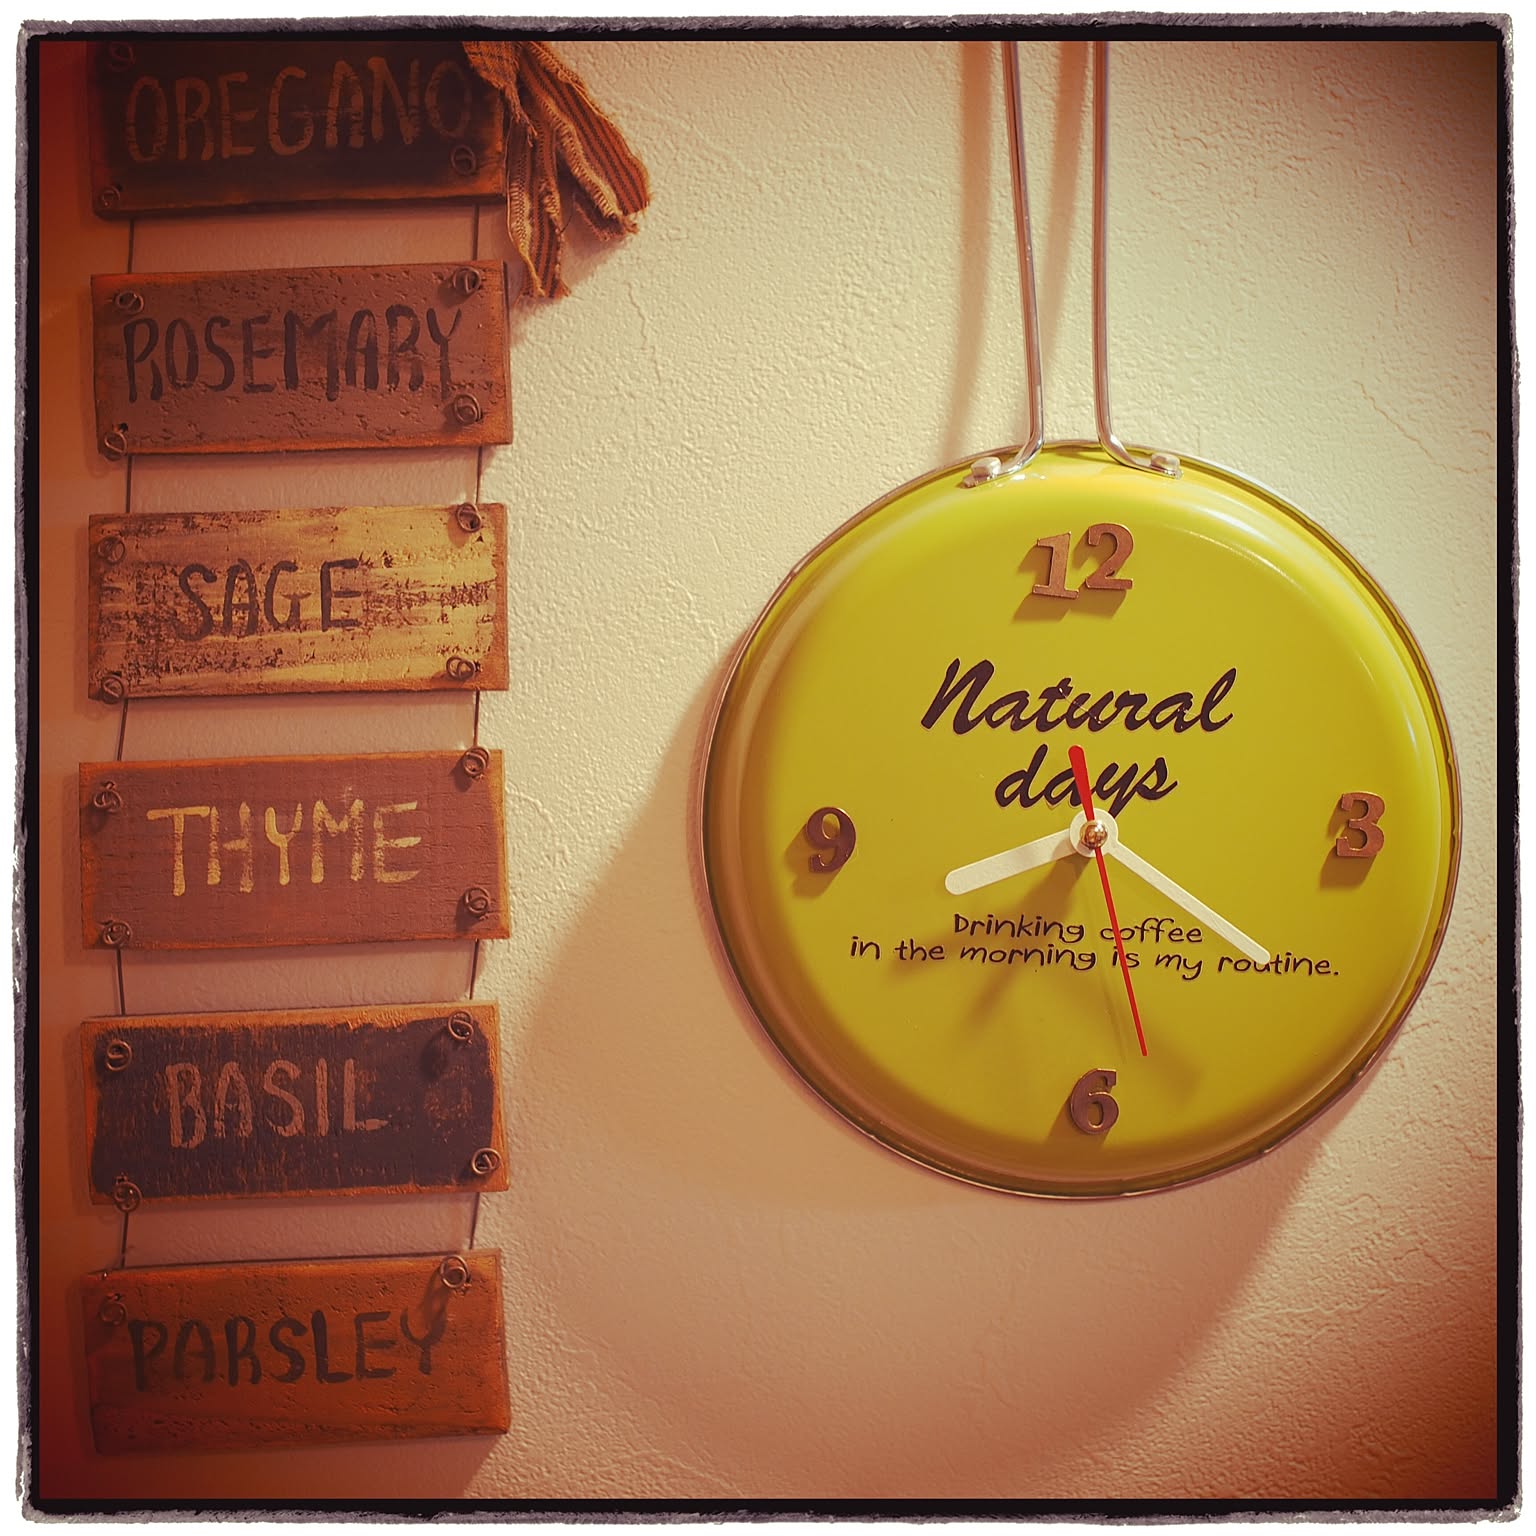 OREGANO
ROSEMARY
SAGE
THYME
BASIL
PARSLEY
12
Natural
days
9
3
Drinking coffee
in the morning is my routine.
6